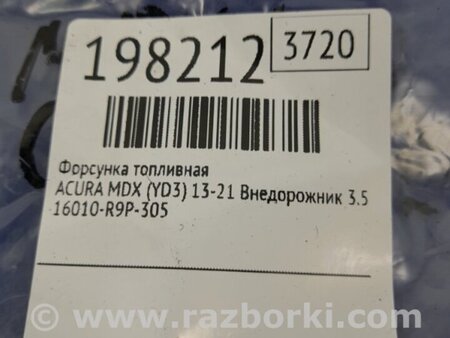 198212
3720
Форсунка топливная
ACURA MDX (YD3) 13-21 Внедорожник 3.5
16010-R9P-305
© www.razborki.com